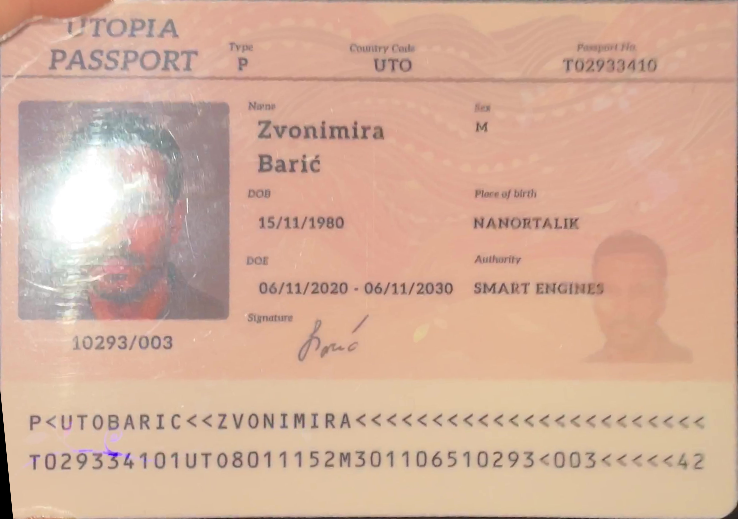 UTOPIA
PASSPORT
Type
P
Country Code
UTO
Passport No
T02933410
Name
Zvonimira
Barić
Sex
M
DOB
15/11/1980
Place of birth
NANORTALIK
DOE
06/11/2020 - 06/11/2030
Authority
SMART ENGINES
Signature
10293/003
P<UTOBARIC<<ZVONIMIRA<<<<<<<<<<<<<<<<<<<<<<<
T029334101UTO8011152M301106510293<003<<<<<42